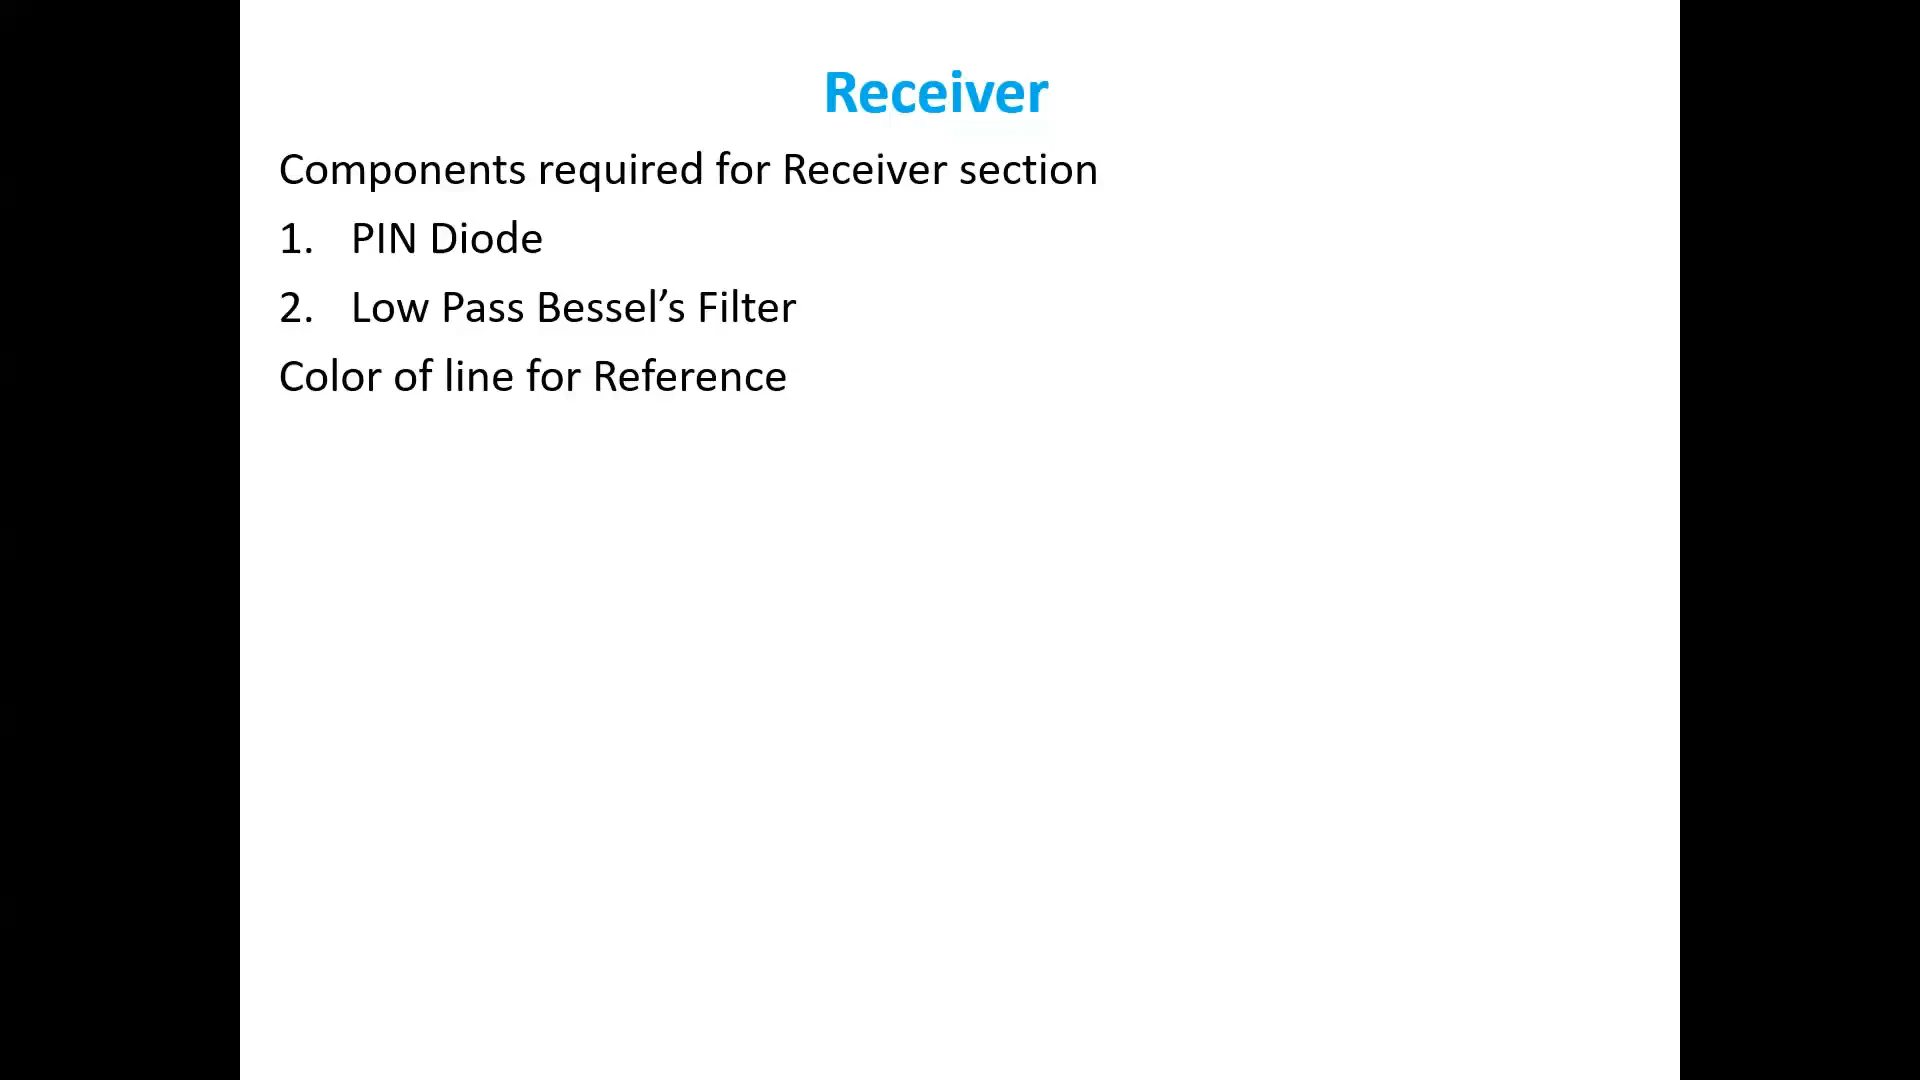 Receiver
Components required for Receiver section
1. PIN Diode
2. Low Pass Bessel’s Filter
Color of line for Reference